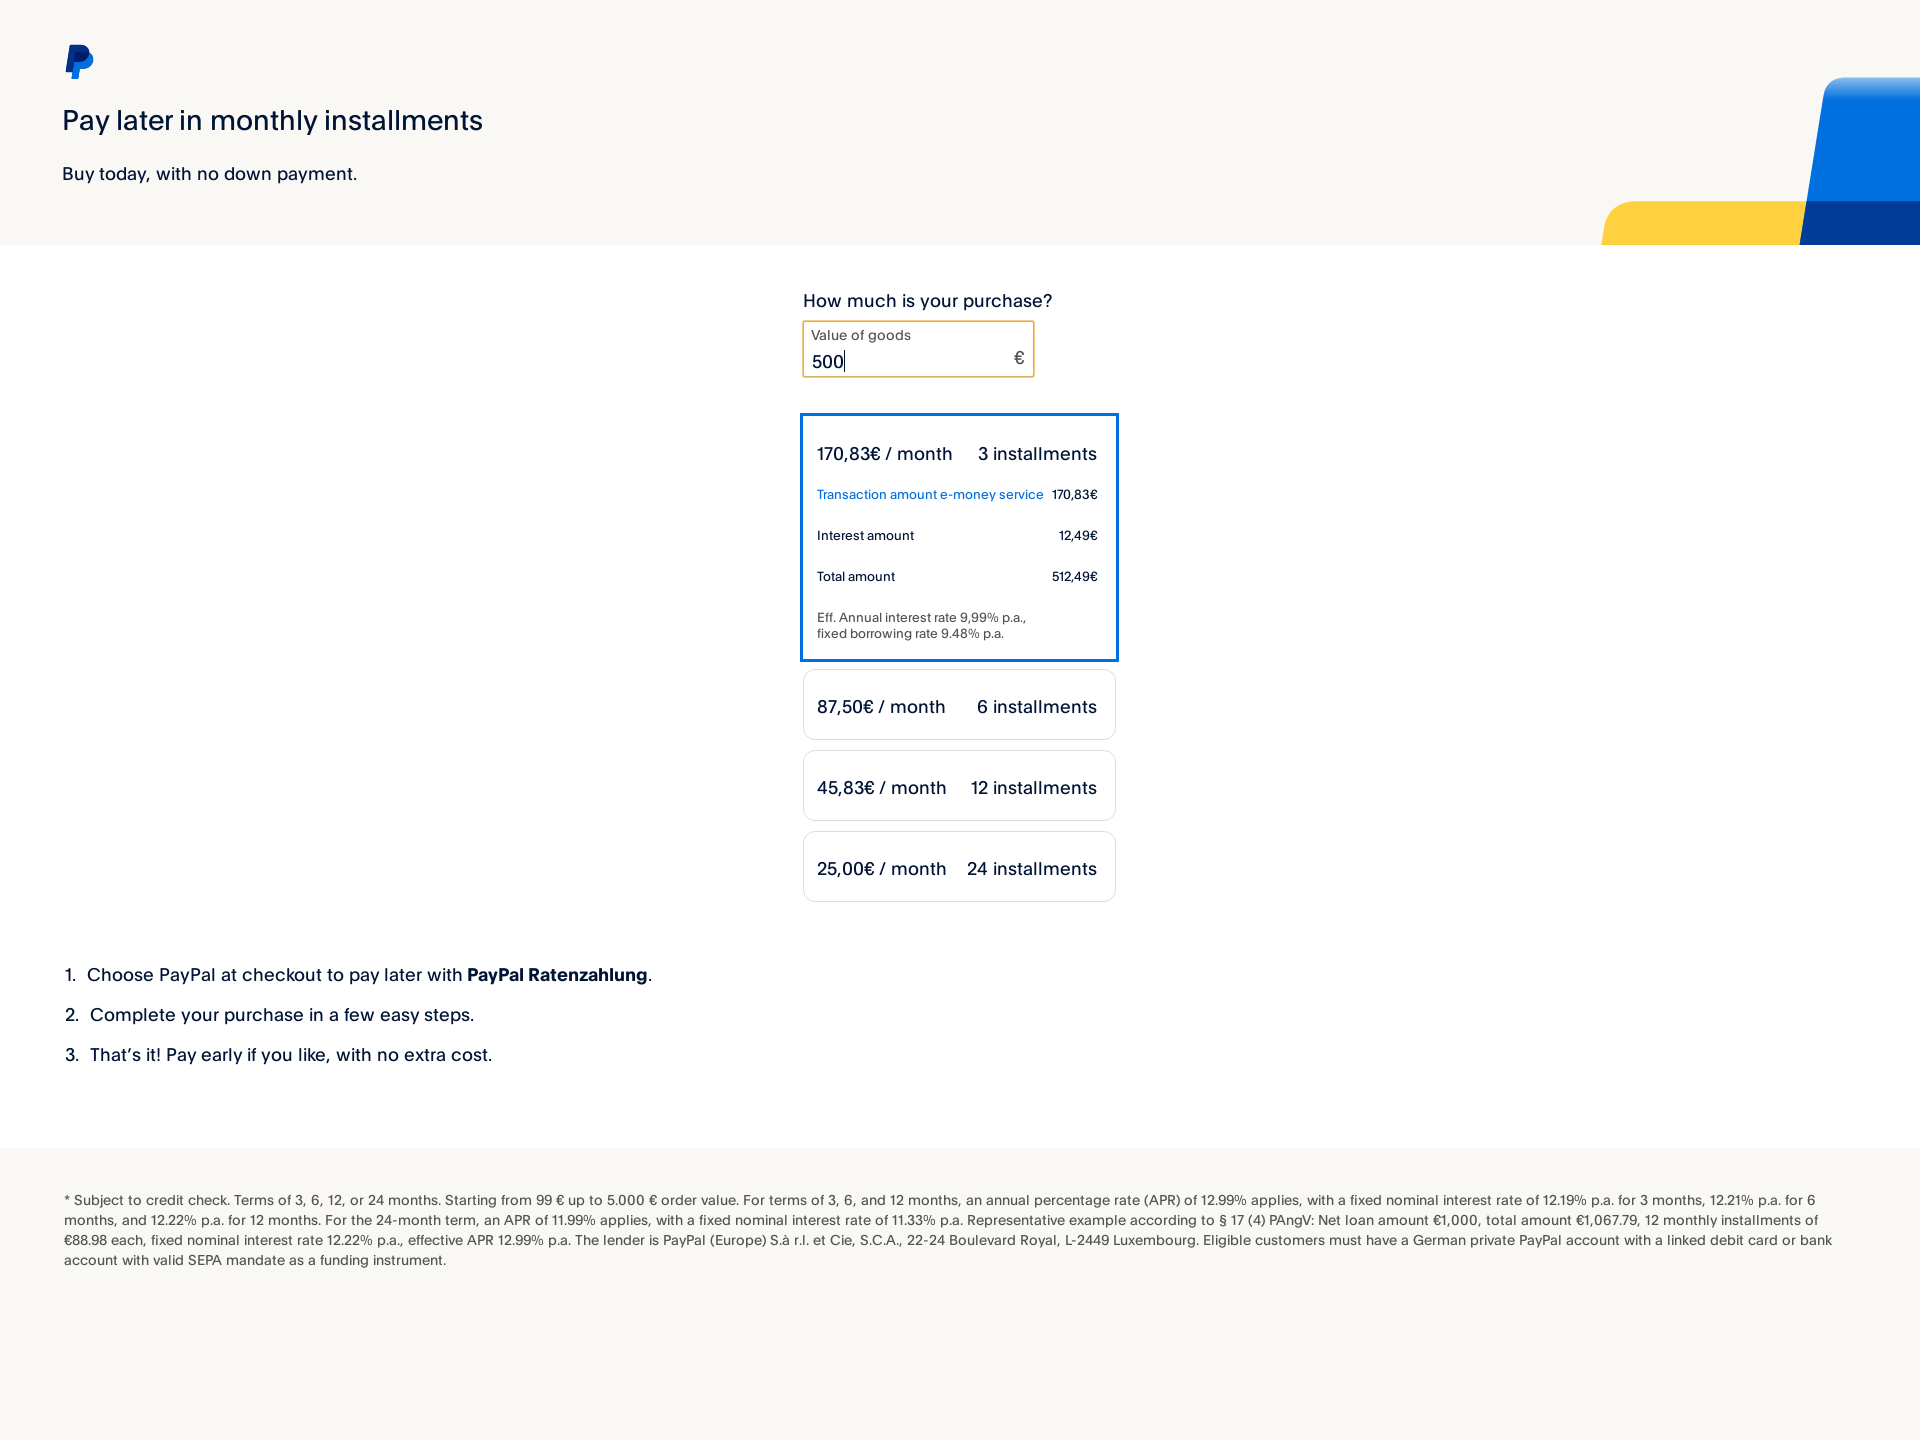 Pay later in monthly installments
Buy today, with no down payment.
How much is your purchase?
Value of goods
500 €
170,83€ / month 3 installments
Transaction amount e-money service 170,83€
Interest amount 12,49€
Total amount 512,49€
Eff. Annual interest rate 9,99% p.a.,
fixed borrowing rate 9.48% p.a.
87,50€ / month 6 installments
45,83€ / month 12 installments
25,00€ / month 24 installments
1. Choose PayPal at checkout to pay later with PayPal Ratenzahlung.
2. Complete your purchase in a few easy steps.
3. That’s it! Pay early if you like, with no extra cost.
* Subject to credit check. Terms of 3, 6, 12, or 24 months. Starting from 99 € up to 5.000 € order value. For terms of 3, 6, and 12 months, an annual percentage rate (APR) of 12.99% applies, with a fixed nominal interest rate of 12.19% p.a. for 3 months, 12.21% p.a. for 6
months, and 12.22% p.a. for 12 months. For the 24-month term, an APR of 11.99% applies, with a fixed nominal interest rate of 11.33% p.a. Representative example according to § 17 (4) PAngV: Net loan amount €1,000, total amount €1,067.79, 12 monthly installments of
€88.98 each, fixed nominal interest rate 12.22% p.a., effective APR 12.99% p.a. The lender is PayPal (Europe) S.à r.l. et Cie, S.C.A., 22-24 Boulevard Royal, L-2449 Luxembourg. Eligible customers must have a German private PayPal account with a linked debit card or bank
account with valid SEPA mandate as a funding instrument.